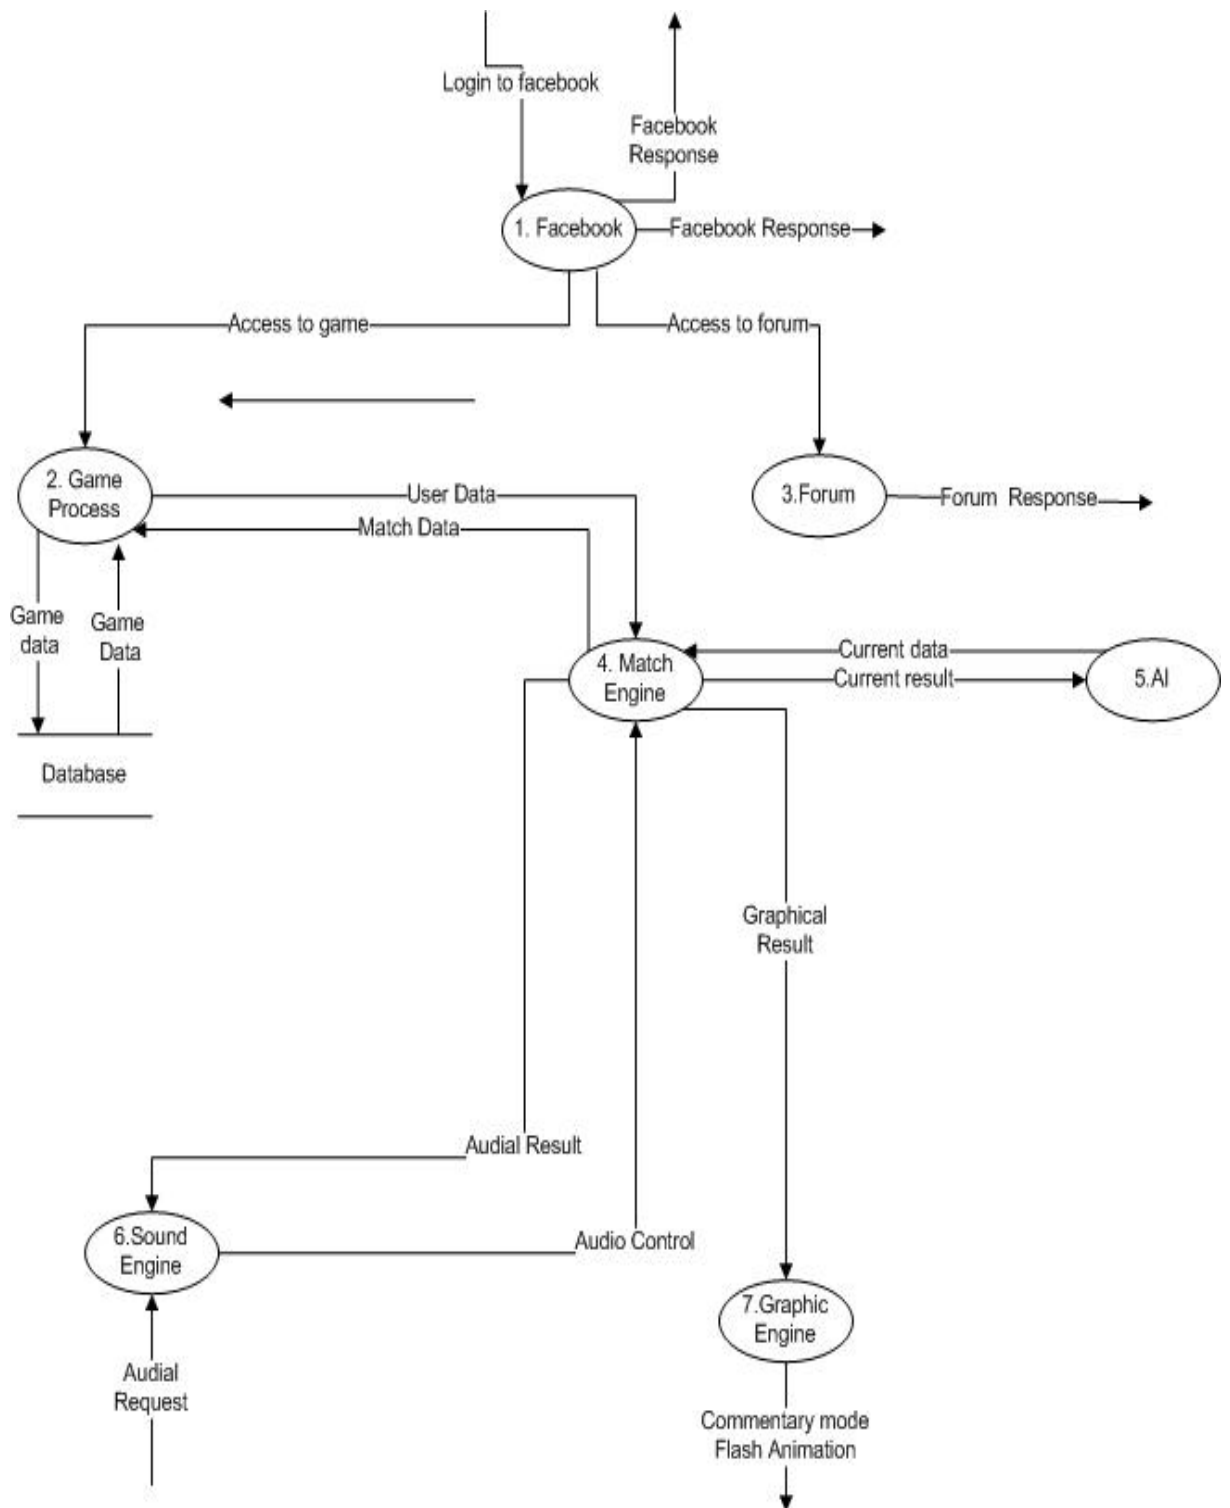 Login to facebook
Facebook
Response
1. Facebook
Facebook Response
Access to game
Access to forum
2. Game
Process
User Data
Match Data
3.Forum
Forum  Response
Game
data
Game
Data
4. Match
Engine
Current data
Current result
5.AI
Database
Graphical
Result
Audial Result
6.Sound
Engine
Audio Control
7.Graphic
Engine
Audial
Request
Commentary mode
Flash Animation